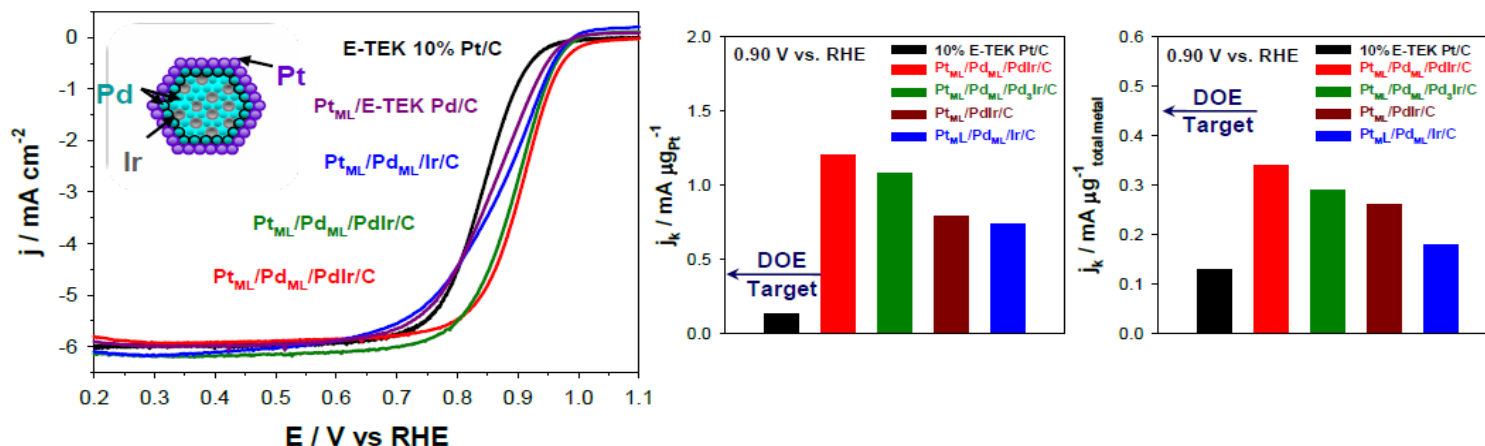 E-TEK 10% Pt/C
Pt
Pd
Ir
Pt_ML/E-TEK Pd/C
Pt_ML/Pd_ML/Ir/C
Pt_ML/Pd_ML/PdIr/C
Pt_ML/Pd_ML/PdIr/C
j / mA cm⁻²
0
-1
-2
-3
-4
-5
-6
0.2 0.3 0.4 0.5 0.6 0.7 0.8 0.9 1.0 1.1
E / V vs RHE
0.90 V vs. RHE
10% E-TEK Pt/C
Pt_ML/Pd_ML/PdIr/C
Pt_ML/Pd_ML/Pd₃Ir/C
Pt_ML/PdIr/C
Pt_ML/Pd_ML/Ir/C
DOE
Target
j_k / mA μg_Pt⁻¹
2.0
1.5
1.0
0.5
0.0
0.90 V vs. RHE
10% E-TEK Pt/C
Pt_ML/Pd_ML/PdIr/C
Pt_ML/Pd_ML/Pd₃Ir/C
Pt_ML/PdIr/C
Pt_ML/Pd_ML/Ir/C
DOE
Target
j_k / mA μg⁻¹ total metal
0.6
0.5
0.4
0.3
0.2
0.1
0.0